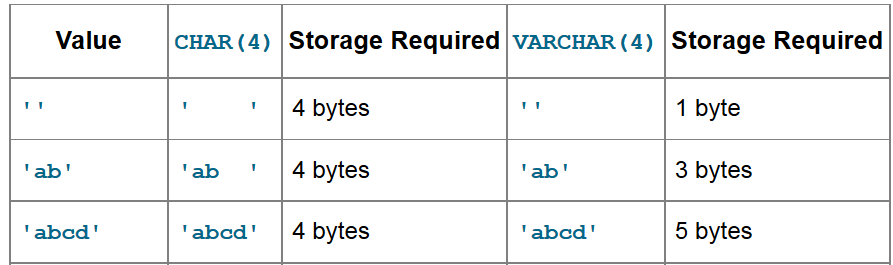 Value CHAR(4) Storage Required VARCHAR(4) Storage Required
'' '    ' 4 bytes '' 1 byte
'ab' 'ab  ' 4 bytes 'ab' 3 bytes
'abcd' 'abcd' 4 bytes 'abcd' 5 bytes